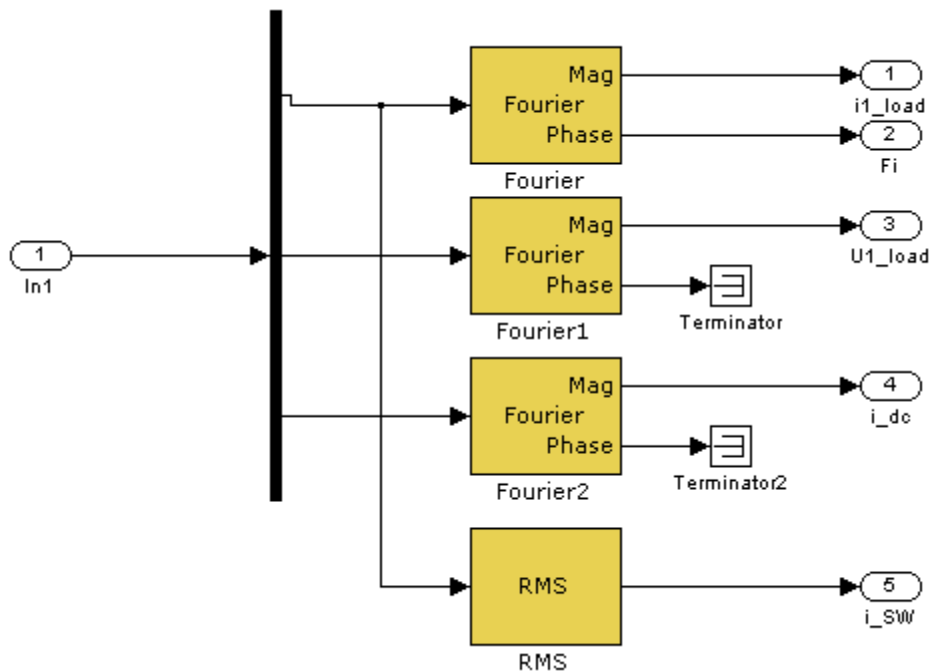 Mag
Fourier
Phase
Fourier
1
i1_load
2
Fi
1
In1
Mag
Fourier
Phase
Fourier1
3
U1_load
Terminator
Mag
Fourier
Phase
Fourier2
4
i_dc
Terminator2
RMS
RMS
5
i_SW